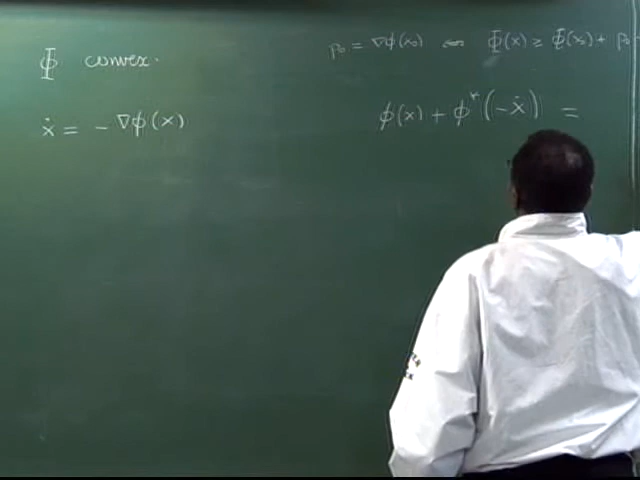 Φ convex.
ẋ = - ∇ϕ(x)
p₀ = ∇ϕ(x₀) ⟺ Φ(x) ≥ Φ(x₀) + p₀
ϕ(x) + ϕ*(-ẋ) =